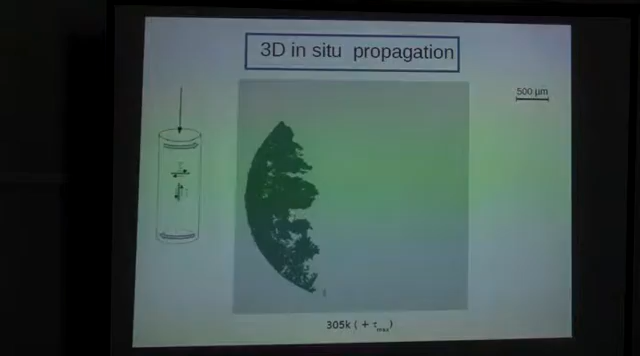 3D in situ propagation
500 µm
305k ( + τmax)